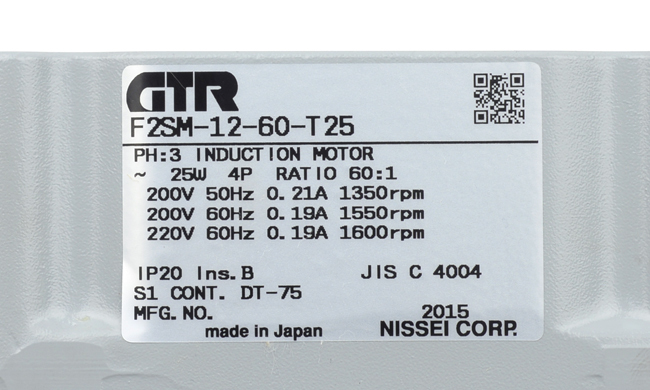 GTR
F2SM-12-60-T25
PH:3 INDUCTION MOTOR
~ 25W 4P RATIO 60:1
200V 50Hz 0.21A 1350rpm
200V 60Hz 0.19A 1550rpm
220V 60Hz 0.19A 1600rpm
IP20 Ins.B JIS C 4004
S1 CONT. DT-75
MFG.NO. 2015
made in Japan NISSEI CORP.